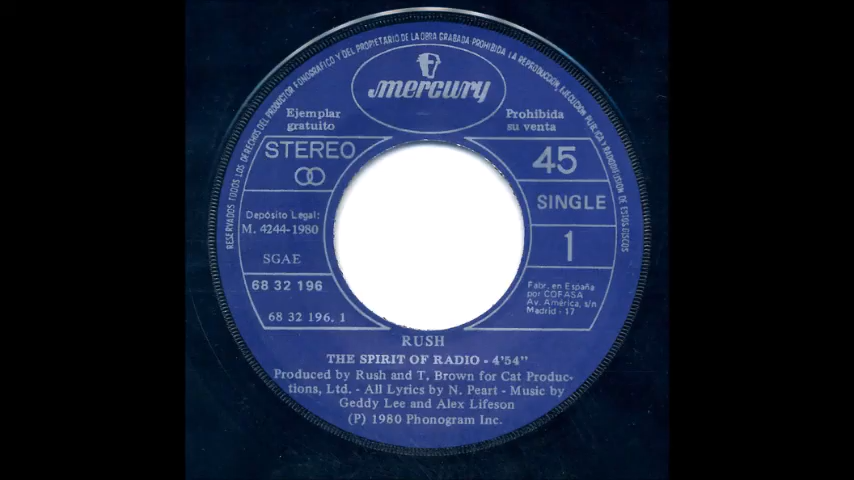 RESERVADOS TODOS LOS DERECHOS DEL PRODUCTOR FONOGRAFICO Y DEL PROPIETARIO DE LA OBRA GRABADA·PROHIBIDA LA REPRODUCCION, EJECUCION PUBLICA Y RADIODIFUSION DE ESTOS DISCOS
mercury
Ejemplar
gratuito
Prohibida
su venta
STEREO
45
SINGLE
Depósito Legal:
M. 4244-1980
1
SGAE
68 32 196
68 32 196. 1
Fabr. en España
por COFASA
Av. América, s/n
Madrid - 17
RUSH
THE SPIRIT OF RADIO - 4'54"
Produced by Rush and T. Brown for Cat Produc-
tions, Ltd. - All Lyrics by N. Peart - Music by
Geddy Lee and Alex Lifeson
(P) 1980 Phonogram Inc.